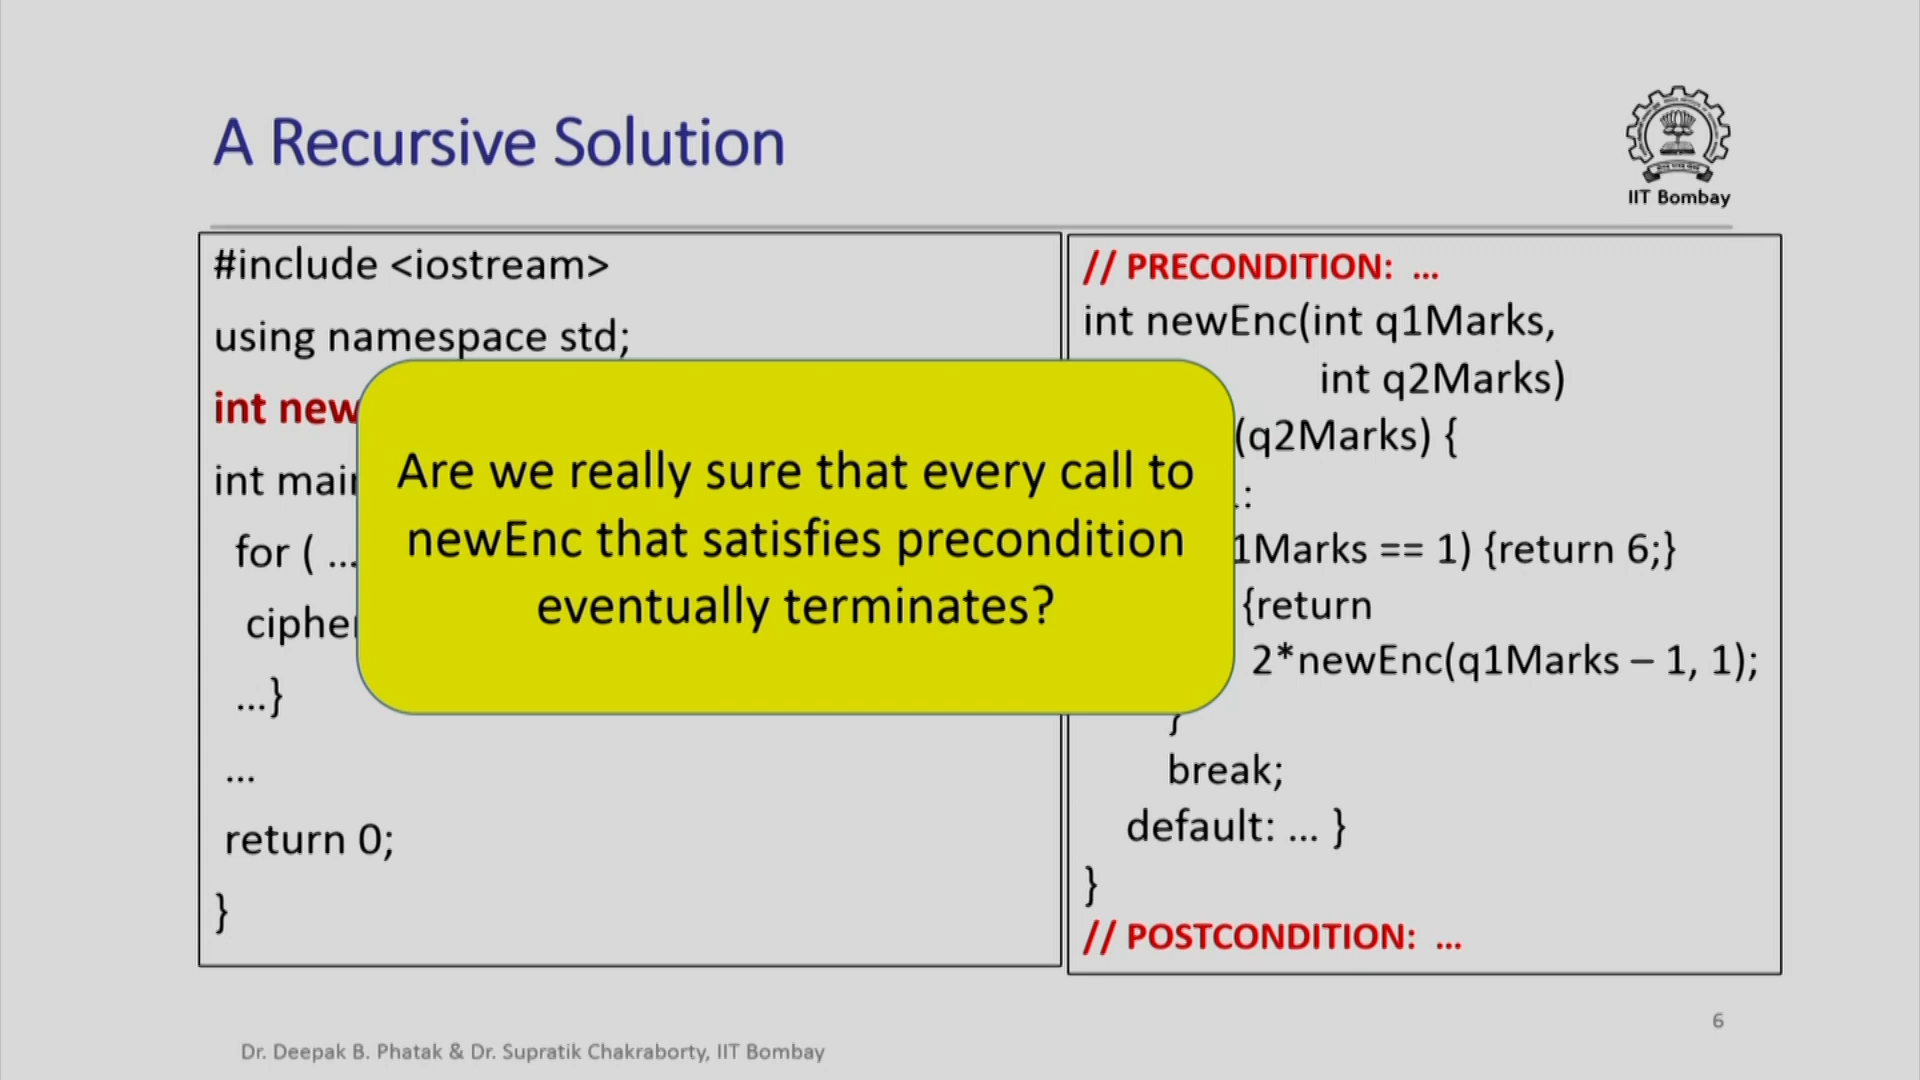 A Recursive Solution
IIT Bombay
#include <iostream>
using namespace std;
int new
int main
for ( ...
cipher
...}
...
return 0;
}
Are we really sure that every call to
newEnc that satisfies precondition
eventually terminates?
// PRECONDITION: ...
int newEnc(int q1Marks,
int q2Marks)
(q2Marks) {
:
1Marks == 1) {return 6;}
{return
2*newEnc(q1Marks – 1, 1);
}
break;
default: ... }
}
// POSTCONDITION: ...
6
Dr. Deepak B. Phatak & Dr. Supratik Chakraborty, IIT Bombay